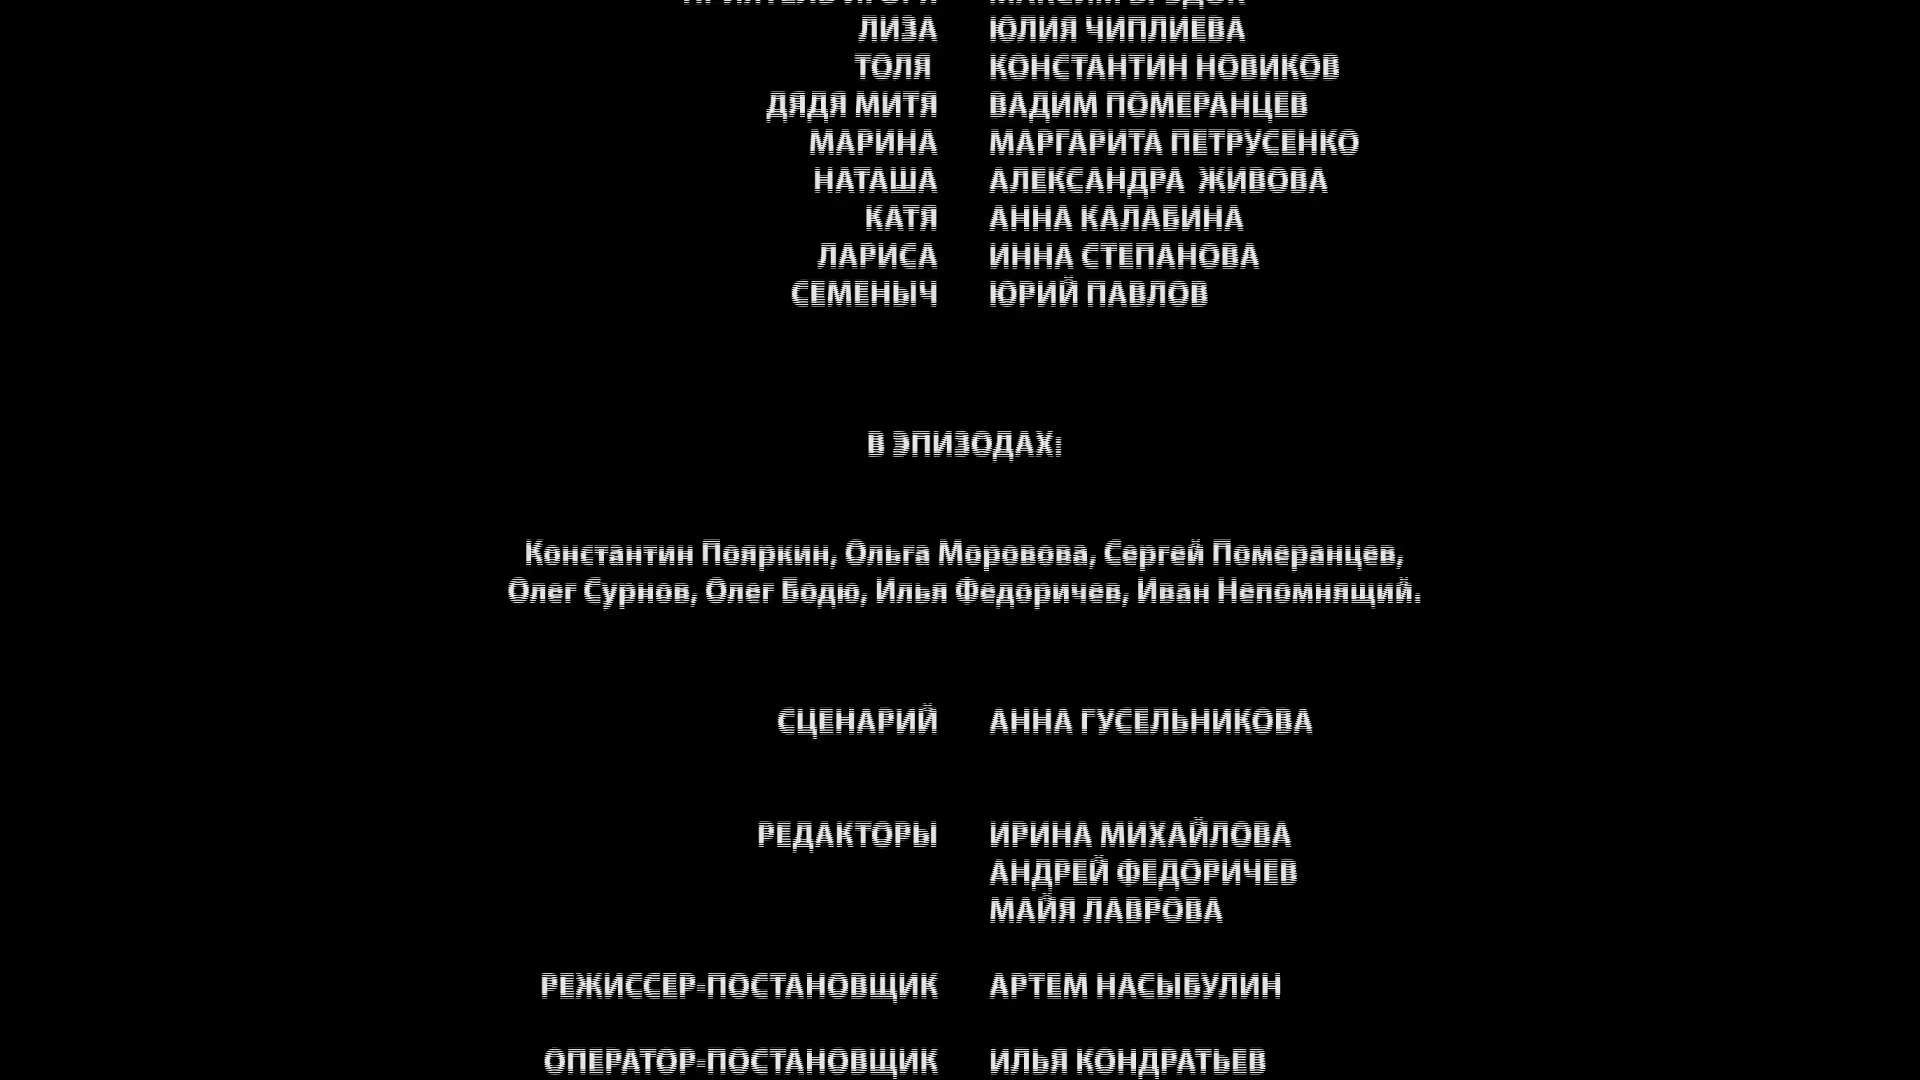 ЛИЗА ЮЛИЯ ЧИПЛИЕВА
ТОЛЯ КОНСТАНТИН НОВИКОВ
ДЯДЯ МИТЯ ВАДИМ ПОМЕРАНЦЕВ
МАРИНА МАРГАРИТА ПЕТРУСЕНКО
НАТАША АЛЕКСАНДРА ЖИВОВА
КАТЯ АННА КАЛАБИНА
ЛАРИСА ИННА СТЕПАНОВА
СЕМЕНЫЧ ЮРИЙ ПАВЛОВ
В ЭПИЗОДАХ:
Константин Пояркин, Ольга Моровова, Сергей Померанцев,
Олег Сурнов, Олег Бодю, Илья Федоричев, Иван Непомнящий.
СЦЕНАРИЙ АННА ГУСЕЛЬНИКОВА
РЕДАКТОРЫ ИРИНА МИХАЙЛОВА
АНДРЕЙ ФЕДОРИЧЕВ
МАЙЯ ЛАВРОВА
РЕЖИССЕР-ПОСТАНОВЩИК АРТЕМ НАСЫБУЛИН
ОПЕРАТОР-ПОСТАНОВЩИК ИЛЬЯ КОНДРАТЬЕВ